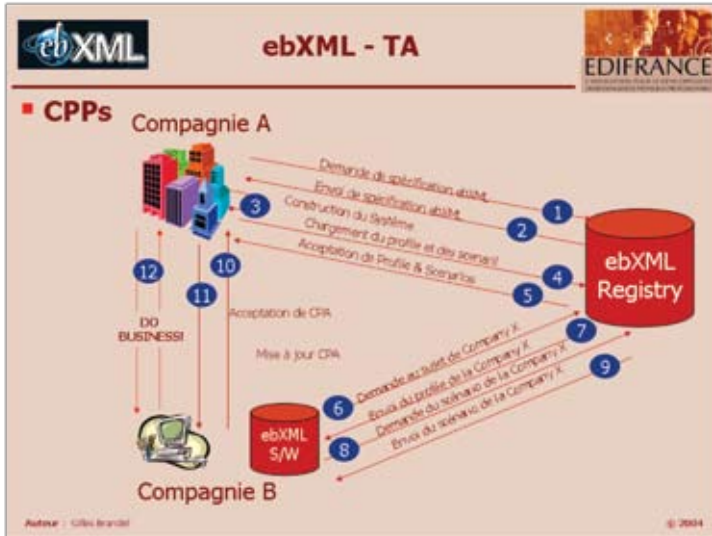 ebXML
ebXML - TA
EDIFRANCE
CPPs
Compagnie A
Demande de spécification ebXML
1
Envoi de spécification ebXML
2
3
Construction du Système
Chargement du profile et des scenarii
4
Acceptation de Profile & Scenarios
5
ebXML
Registry
12
11
10
DO
BUSINESS!
Acceptation de CPA
Mise à jour CPA
6
Demande au sujet de Company X
7
Envoi du profile de la Company X
8
Demande du scénario de la Company X
9
Envoi du scénario de la Company X
ebXML
S/W
Compagnie B
Auteur : Gilles Brandel
© 2004